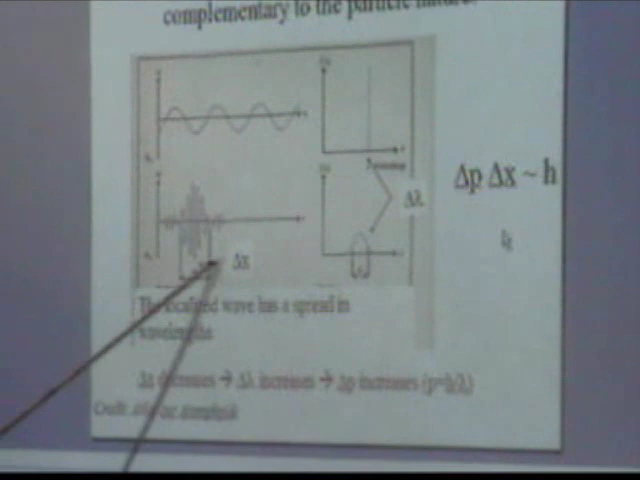 complementary to the particle nature.
Δp Δx ~ h
Δλ
Δx
The localized wave has a spread in
wavelengths
Δx decreases → Δλ increases → Δp increases (p=h/λ)